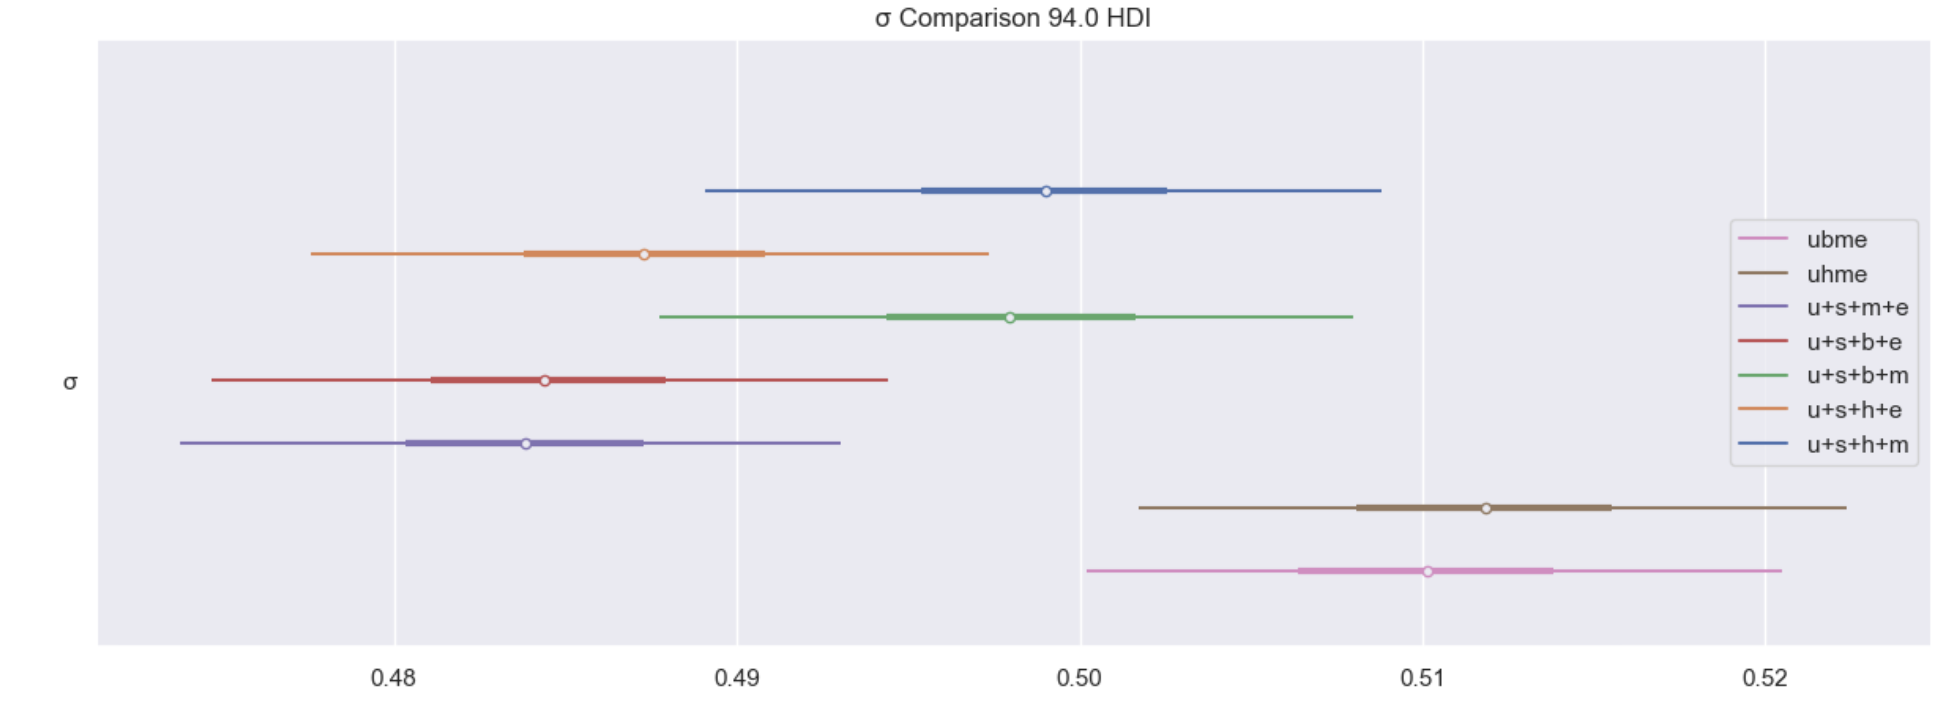 σ Comparison 94.0 HDI
ubme
uhme
u+s+m+e
u+s+b+e
u+s+b+m
u+s+h+e
u+s+h+m
σ
0.48 0.49 0.50 0.51 0.52